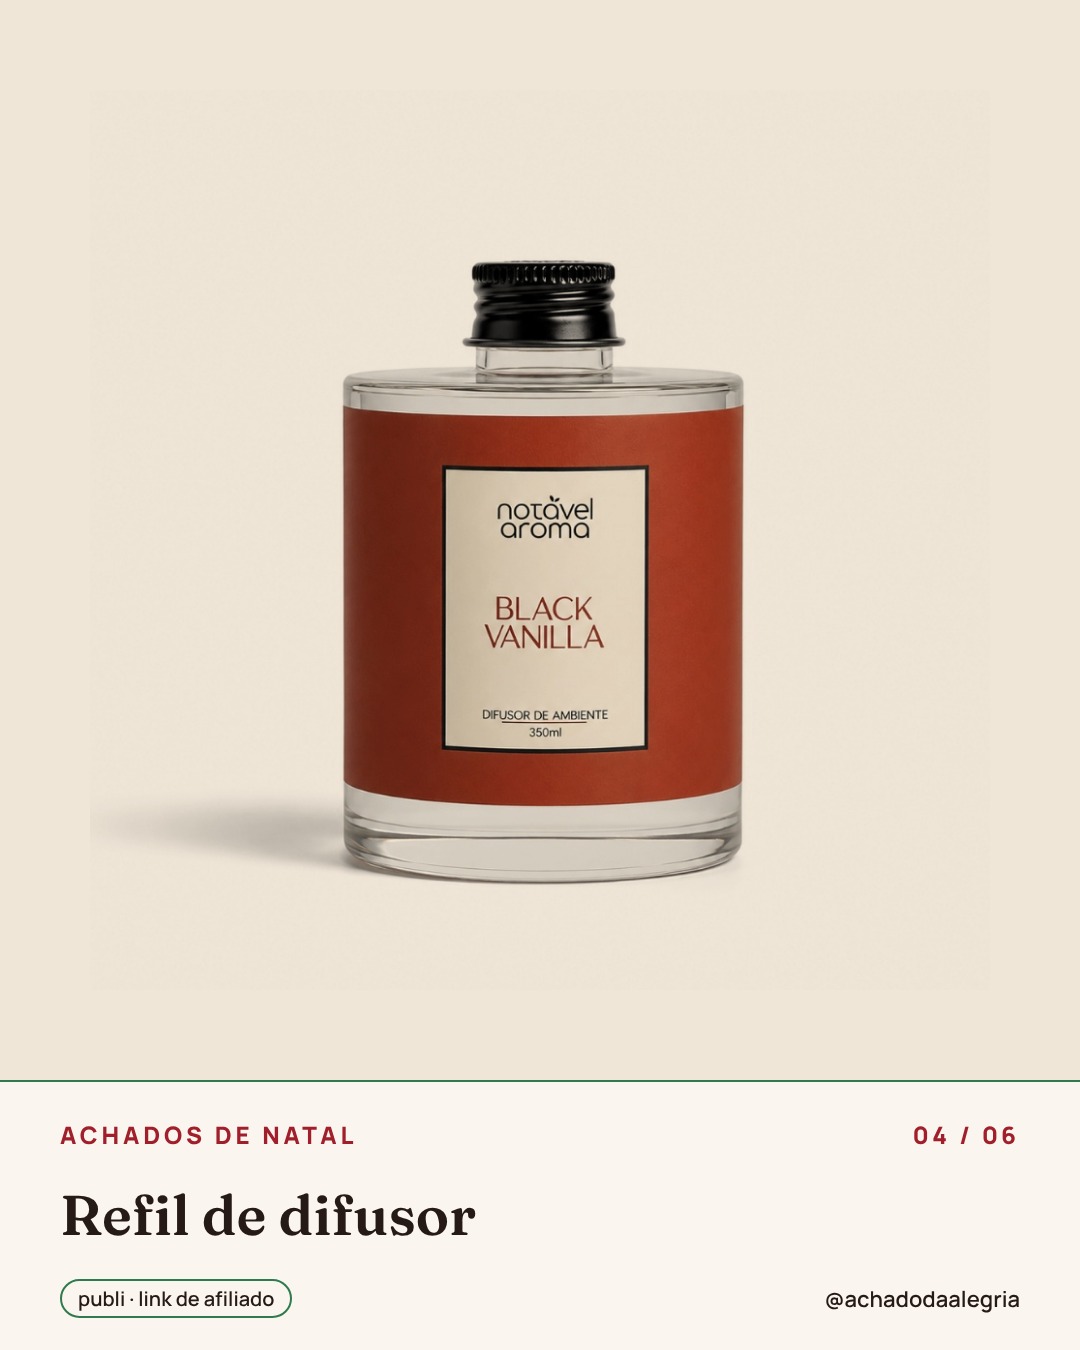 notável
aroma
BLACK
VANILLA
DIFUSOR DE AMBIENTE
350ml
ACHADOS DE NATAL
04 / 06
Refil de difusor
publi · link de afiliado
@achadodaalegria